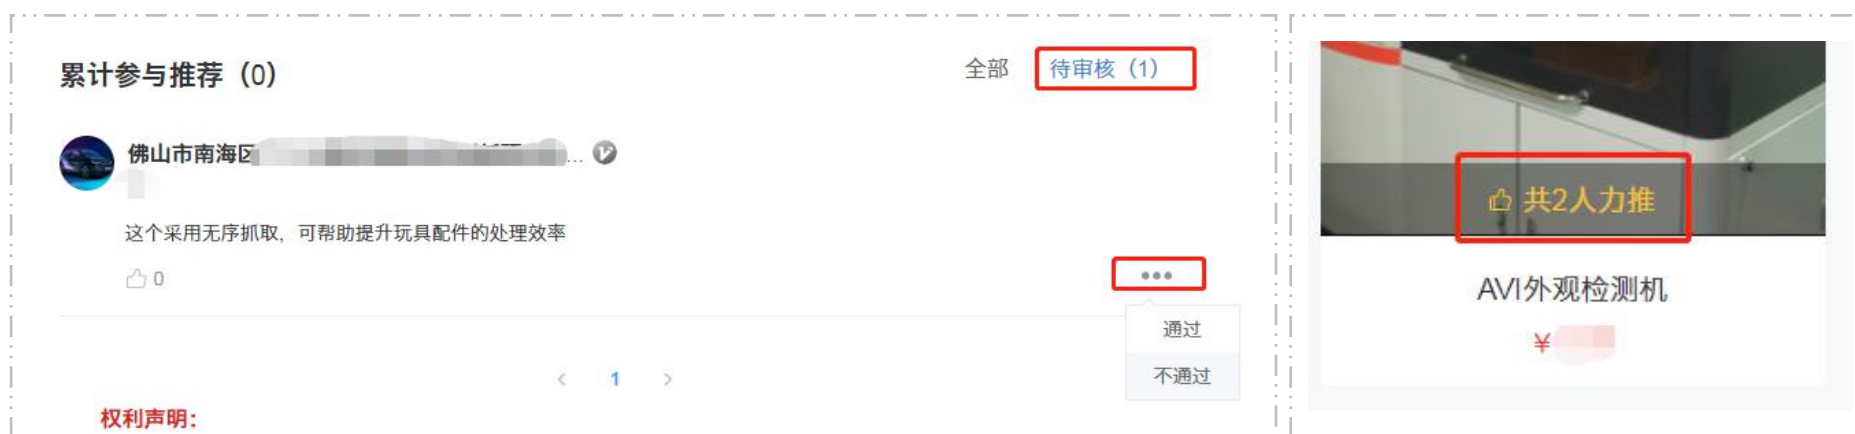 累计参与推荐（0）
全部 待审核（1）
佛山市南海区
...
这个采用无序抓取，可帮助提升玩具配件的处理效率
0
通过
不通过
< 1 >
权利声明：
共2人力推
AVI外观检测机
¥